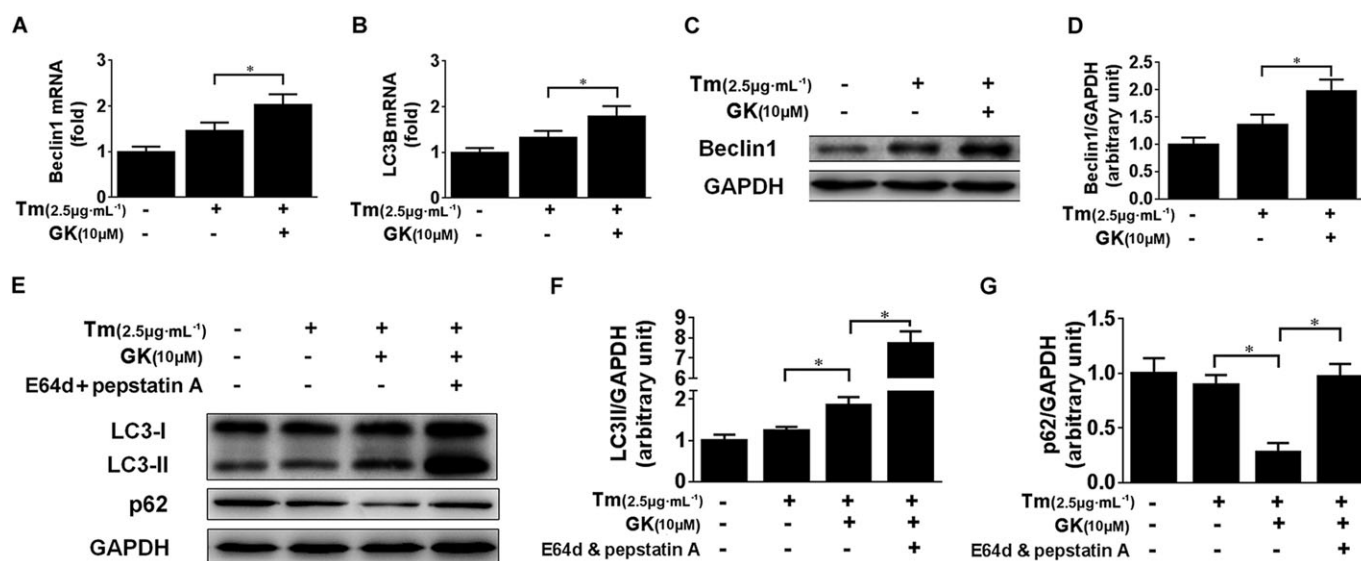 A
Beclin1 mRNA
(fold)
3
2
1
0
*
Tm(2.5μg·mL⁻¹) - + +
GK(10μM) - - +
B
LC3B mRNA
(fold)
3
2
1
0
*
Tm(2.5μg·mL⁻¹) - + +
GK(10μM) - - +
C
Tm(2.5μg·mL⁻¹) - + +
GK(10μM) - - +
Beclin1
GAPDH
D
Beclin1/GAPDH
(arbitrary unit)
2.5
2.0
1.5
1.0
0.5
0.0
*
Tm(2.5μg·mL⁻¹) - + +
GK(10μM) - - +
E
Tm(2.5μg·mL⁻¹) - + + +
GK(10μM) - - + +
E64d + pepstatin A - - - +
LC3-I
LC3-II
p62
GAPDH
F
LC3II/GAPDH
(arbitrary unit)
9
8
7
6
2
1
0
* *
Tm(2.5μg·mL⁻¹) - + + +
GK(10μM) - - + +
E64d & pepstatin A - - - +
G
p62/GAPDH
(arbitrary unit)
1.5
1.0
0.5
0.0
* *
Tm(2.5μg·mL⁻¹) - + + +
GK(10μM) - - + +
E64d & pepstatin A - - - +